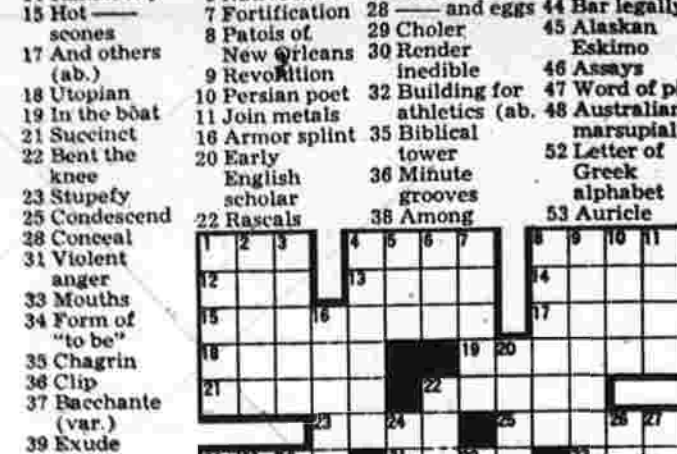 15 Hot ——
scones
17 And others
(ab.)
18 Utopian
19 In the boat
21 Succinct
22 Bent the
knee
23 Stupefy
25 Condescend
28 Conceal
31 Violent
anger
33 Mouths
34 Form of
"to be"
35 Chagrin
36 Clip
37 Bacchante
(var.)
39 Exude
7 Fortification
8 Patois of
New Orleans
9 Revolution
10 Persian poet
11 Join metals
16 Armor splint
20 Early
English
scholar
22 Rascals
28 —— and eggs
29 Choler
30 Render
inedible
32 Building for
athletics (ab.
35 Biblical
tower
36 Minute
grooves
38 Among
44 Bar legally
45 Alaskan
Eskimo
46 Assays
47 Word of
48 Australian
marsupial
52 Letter of
Greek
alphabet
53 Auricle
1 2 3 4 5 6 7 8 9 10 11
12 13 14
15 16 17
18 19 20
21 22
23 24 25 26 27